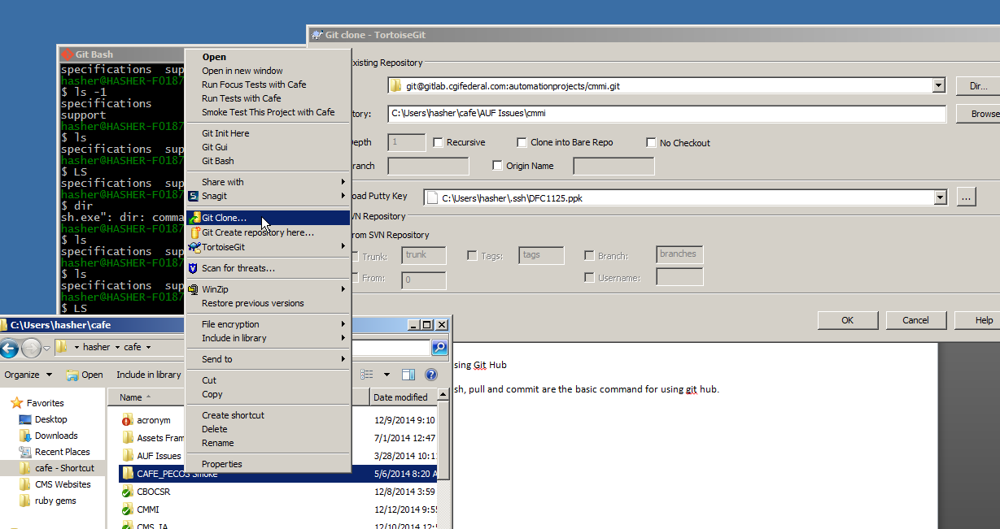 Git clone - TortoiseGit
xisting Repository
git@gitlab.cgifederal.com:automationprojects/cmmi.git
Dir...
tory:
C:\Users\hasher\cafe\AUF Issues\cmmi
Browse
epth
1
Recursive
Clone into Bare Repo
No Checkout
ranch
Origin Name
oad Putty Key
C:\Users\hasher\.ssh\DFC1125.ppk
...
VN Repository
rom SVN Repository
Trunk:
trunk
Tags:
tags
Branch:
branches
From:
0
Username:
OK
Cancel
Help
Git Bash
specifications sup
hasher@HASHER-F0187
$ ls -1
specifications
support
hasher@HASHER-F0187
$ ls
specifications sup
hasher@HASHER-F0187
$ LS
specifications sup
hasher@HASHER-F0187
$ dir
sh.exe": dir: comma
hasher@HASHER-F0187
$ ls
specifications sup
hasher@HASHER-F0187
$ ls
specifications sup
hasher@HASHER-F0187
$ LS
Open
Open in new window
Run Focus Tests with Cafe
Run Tests with Cafe
Smoke Test This Project with Cafe
Git Init Here
Git Gui
Git Bash
Share with
Snagit
Git Clone...
Git Create repository here...
TortoiseGit
Scan for threats...
WinZip
Restore previous versions
File encryption
Include in library
Send to
Cut
Copy
Create shortcut
Delete
Rename
Properties
C:\Users\hasher\cafe
hasher
cafe
Organize
Open
Include in library
Favorites
Desktop
Downloads
Recent Places
cafe - Shortcut
CMS Websites
ruby gems
Name
Date modified
acronym
12/9/2014 9:10
Assets Fram
7/1/2014 12:47
AUF Issues
3/28/2014 10:1
CAFE_PECOS Smoke
5/6/2014 8:20 A
CBOCSR
12/8/2014 3:59
CMMI
12/12/2014 9:5
CMS_IA
12/10/2014 12:
sing Git Hub
sh, pull and commit are the basic command for using git hub.